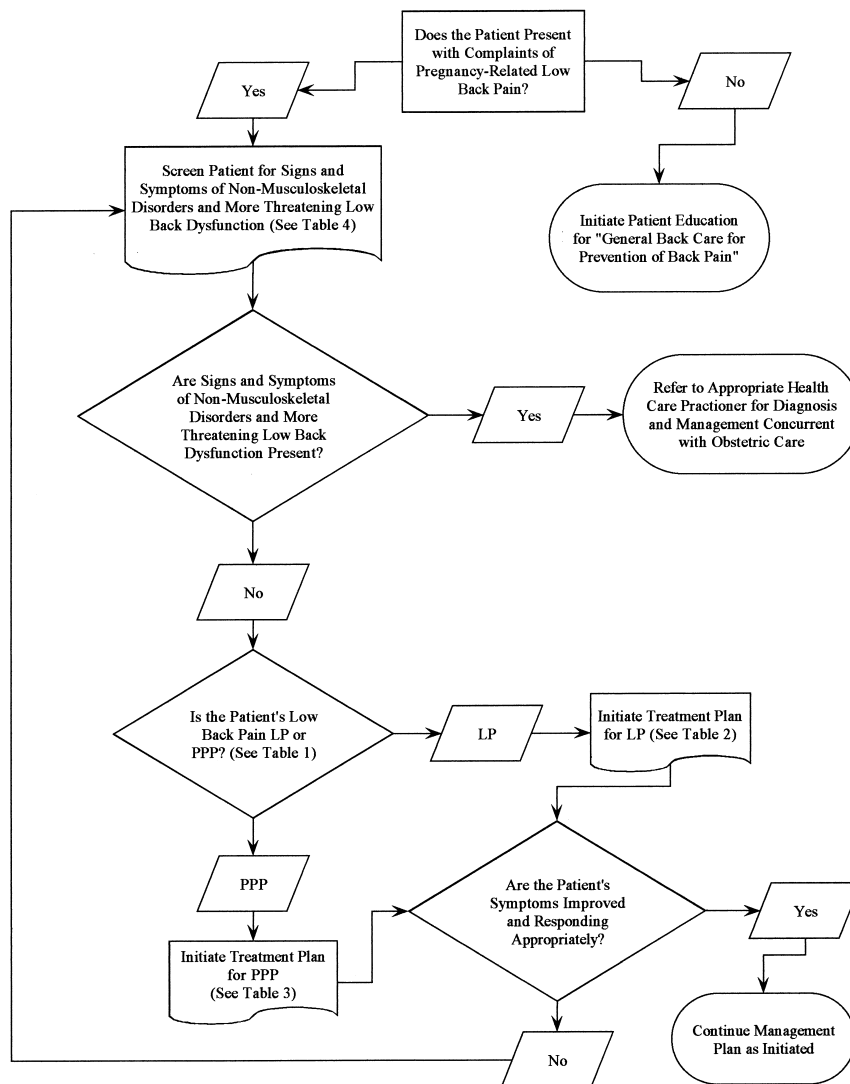 Does the Patient Present
with Complaints of
Pregnancy-Related Low
Back Pain?
Yes
No
Screen Patient for Signs and
Symptoms of Non-Musculoskeletal
Disorders and More Threatening Low
Back Dysfunction (See Table 4)
Initiate Patient Education
for "General Back Care for
Prevention of Back Pain"
Are Signs and Symptoms
of Non-Musculoskeletal
Disorders and More
Threatening Low Back
Dysfunction Present?
Yes
Refer to Appropriate Health
Care Practioner for Diagnosis
and Management Concurrent
with Obstetric Care
No
Is the Patient's Low
Back Pain LP or
PPP? (See Table 1)
LP
Initiate Treatment Plan
for LP (See Table 2)
PPP
Initiate Treatment Plan
for PPP
(See Table 3)
Are the Patient's
Symptoms Improved
and Responding
Appropriately?
Yes
Continue Management
Plan as Initiated
No